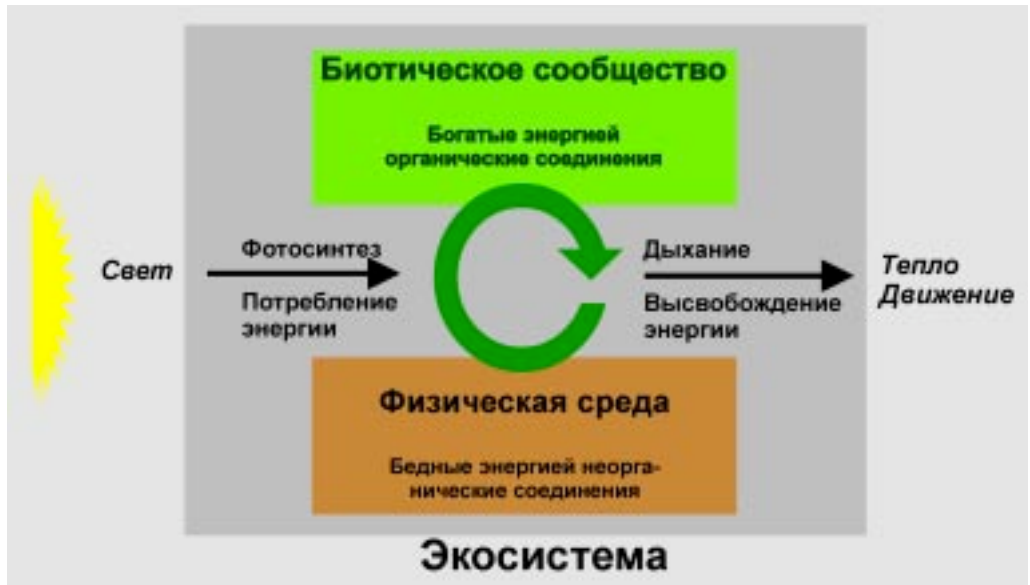 Биотическое сообщество
Богатые энергией
органические соединения
Свет
Фотосинтез
Потребление
энергии
Дыхание
Высвобождение
энергии
Тепло
Движение
Физическая среда
Бедные энергией неорга-
нические соединения
Экосистема